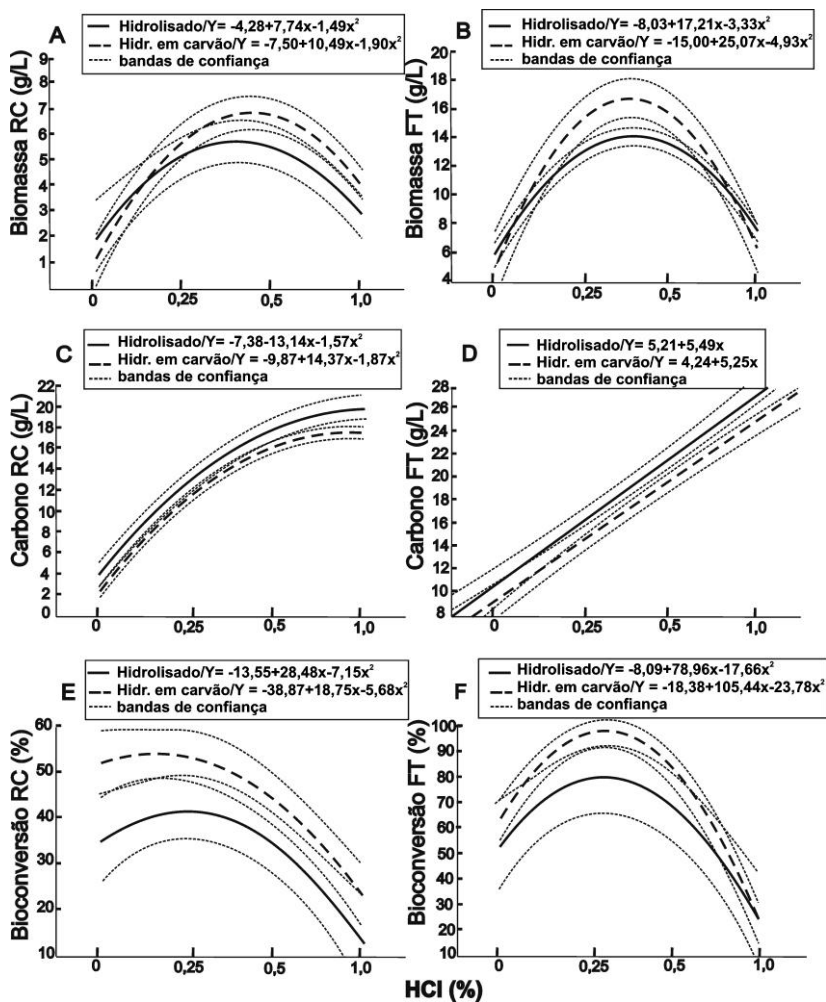 A
Hidrolisado/Y= -4,28+7,74x-1,49x²
Hidr. em carvão/Y = -7,50+10,49x-1,90x²
bandas de confiança
Biomassa RC (g/L)
9
8
7
6
5
4
3
2
1
0
0,25
0,5
1,0
B
Hidrolisado/Y= -8,03+17,21x-3,33x²
Hidr. em carvão/Y = -15,00+25,07x-4,93x²
bandas de confiança
Biomassa FT (g/L)
20
18
16
14
12
10
8
6
4
0
0,25
0,5
1,0
C
Hidrolisado/Y= -7,38-13,14x-1,57x²
Hidr. em carvão/Y = -9,87+14,37x-1,87x²
bandas de confiança
Carbono RC (g/L)
22
20
18
16
14
12
10
8
6
4
2
0
0
0,25
0,5
1,0
D
Hidrolisado/Y= 5,21+5,49x
Hidr. em carvão/Y = 4,24+5,25x
bandas de confiança
Carbono FT (g/L)
28
26
24
22
20
18
16
14
12
10
8
0
0,25
0,5
1,0
E
Hidrolisado/Y= -13,55+28,48x-7,15x²
Hidr. em carvão/Y = -38,87+18,75x-5,68x²
bandas de confiança
Bioconversão RC (%)
60
50
40
30
20
10
0
0,25
0,5
1,0
F
Hidrolisado/Y= -8,09+78,96x-17,66x²
Hidr. em carvão/Y = -18,38+105,44x-23,78x²
bandas de confiança
Bioconversão FT (%)
100
90
80
70
60
50
40
30
20
10
0
0,25
0,5
1,0
HCl (%)